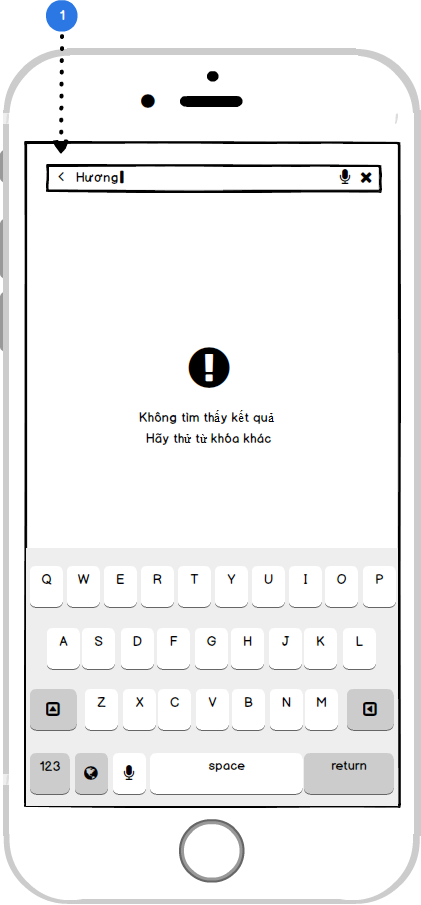 1
Hương
Không tìm thấy kết quả
Hãy thử từ khóa khác
Q W E R T Y U I O P
A S D F G H J K L
Z X C V B N M
123 space return